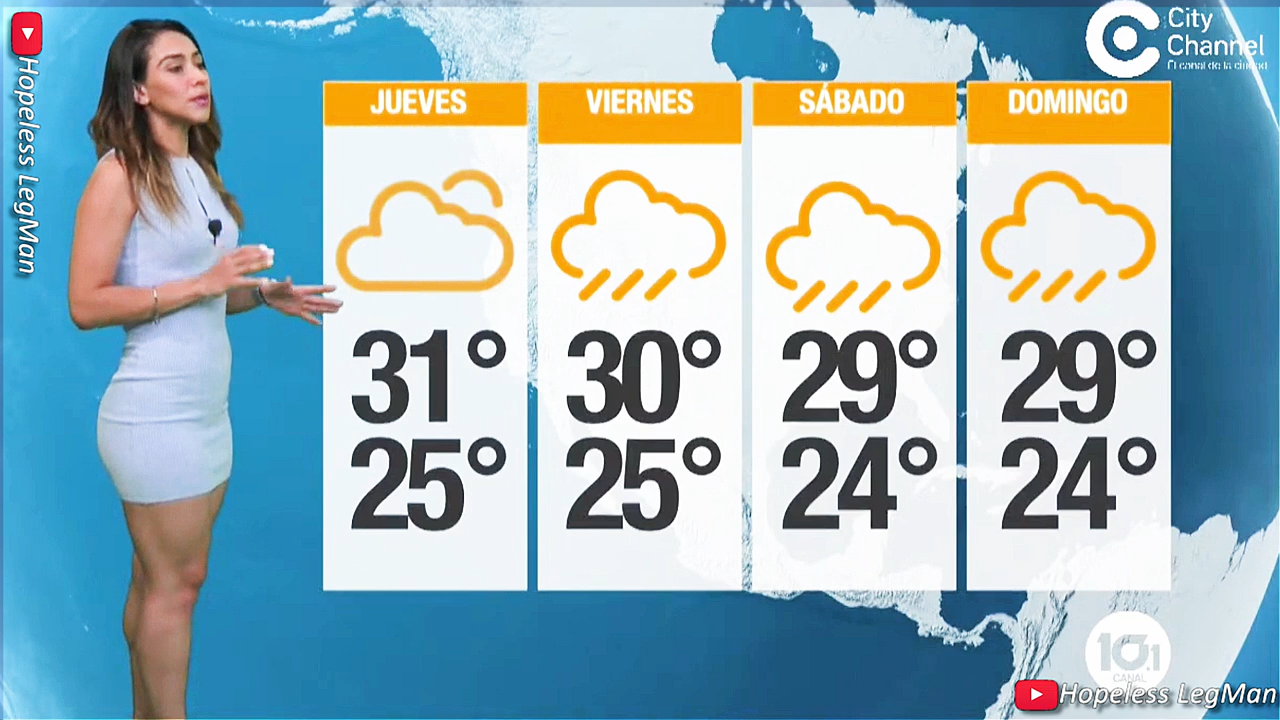 Hopeless LegMan
City
Channel
El canal de la ciudad
JUEVES
VIERNES
SÁBADO
DOMINGO
31°
30°
29°
29°
25°
25°
24°
24°
10.1
CANAL
Hopeless LegMan